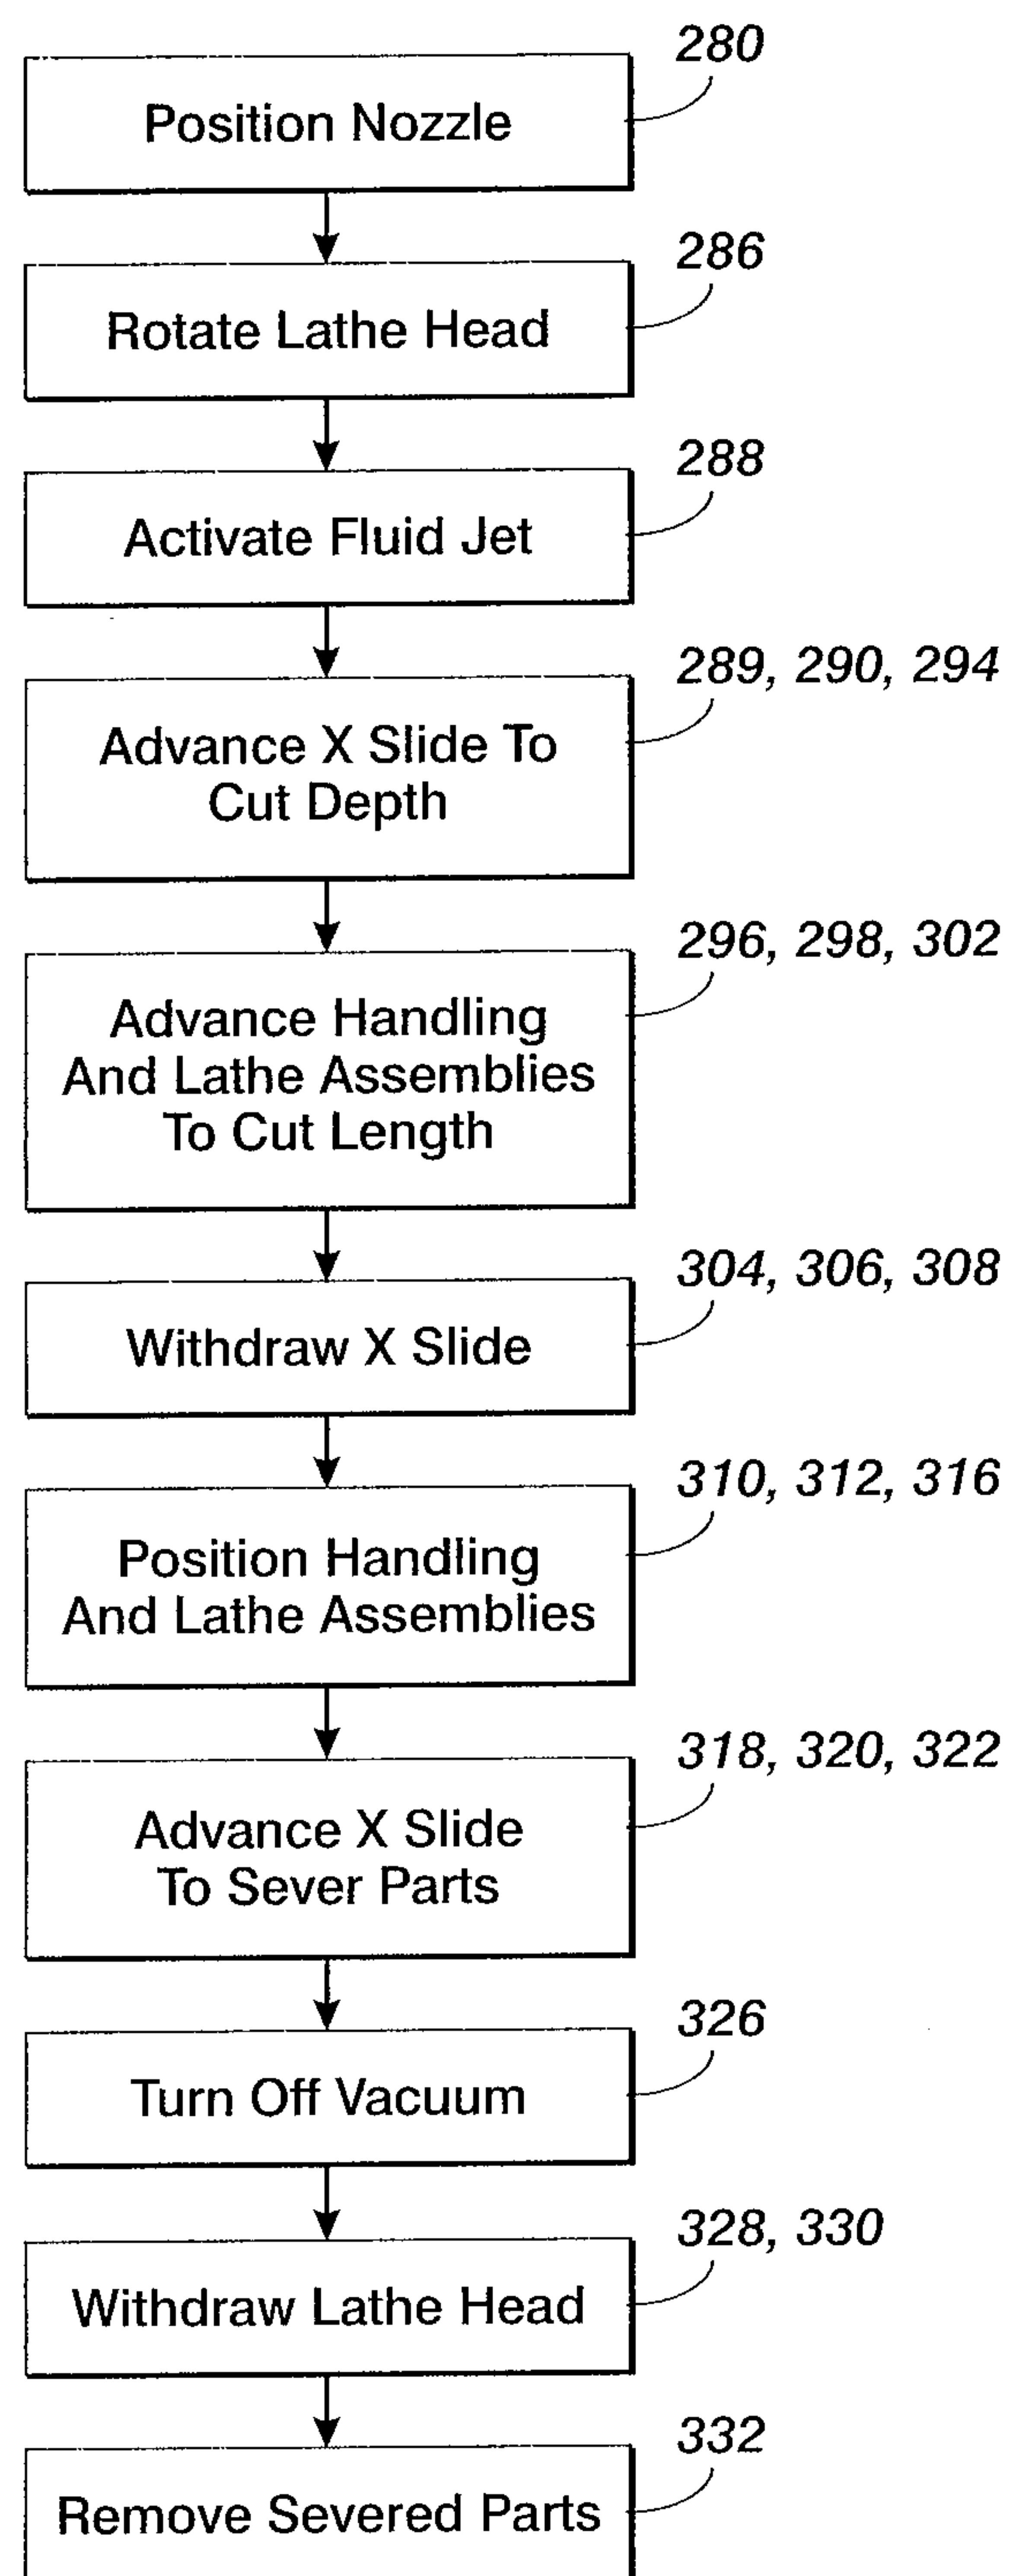 280
Position Nozzle
286
Rotate Lathe Head
288
Activate Fluid Jet
289, 290, 294
Advance X Slide To
Cut Depth
296, 298, 302
Advance Handling
And Lathe Assemblies
To Cut Length
304, 306, 308
Withdraw X Slide
310, 312, 316
Position Handling
And Lathe Assemblies
318, 320, 322
Advance X Slide
To Sever Parts
326
Turn Off Vacuum
328, 330
Withdraw Lathe Head
332
Remove Severed Parts